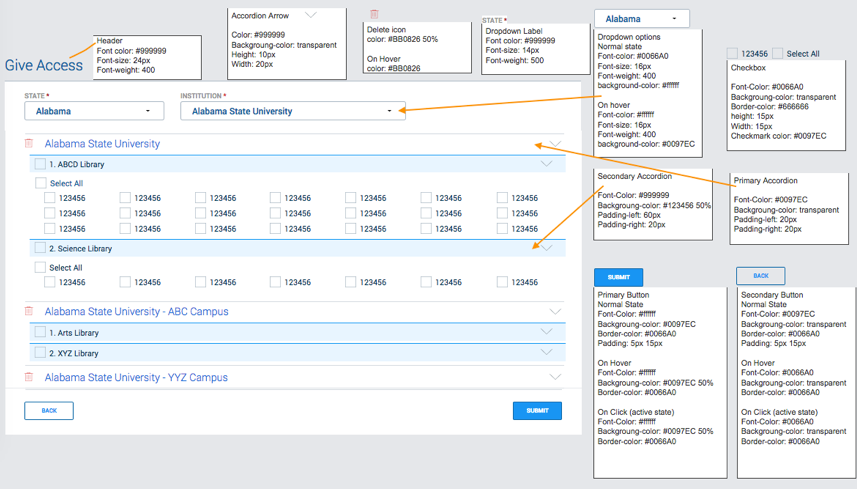 Give Access
Header
Font color: #999999
Font-size: 24px
Font-weight: 400
Accordion Arrow
Color: #999999
Backgroung-color: transparent
Height: 10px
Width: 20px
Delete icon
color: #BB0826 50%
On Hover
color: #BB0826
STATE *
Dropdown Label
Font color: #999999
Font-size: 14px
Font-weight: 500
Alabama
Dropdown options
Normal state
Font-color: #0066A0
Font-size: 16px
Font-weight: 400
background-color: #ffffff
On hover
Font-color: #ffffff
Font-size: 16px
Font-weight: 400
background-color: #0097EC
123456 Select All
Checkbox
Font-Color: #0066A0
Backgroung-color: transparent
Border-color: #666666
height: 15px
Width: 15px
Checkmark color: #0097EC
STATE * INSTITUTION *
Alabama Alabama State University
Alabama State University
1. ABCD Library
Select All
123456 123456 123456 123456 123456 123456 123456
123456 123456 123456 123456 123456 123456 123456
123456 123456 123456 123456 123456 123456 123456
2. Science Library
Select All
123456 123456 123456 123456 123456 123456 123456
Alabama State University - ABC Campus
1. Arts Library
2. XYZ Library
Alabama State University - YYZ Campus
BACK SUBMIT
Secondary Accordion
Font-Color: #999999
Backgroung-color: #123456 50%
Padding-left: 60px
Padding-right: 20px
Primary Accordion
Font-Color: #0097EC
Backgroung-color: transparent
Padding-left: 20px
Padding-right: 20px
SUBMIT
Primary Button
Normal State
Font-Color: #ffffff
Backgroung-color: #0097EC
Border-color: #0066A0
Padding: 5px 15px
On Hover
Font-Color: #ffffff
Backgroung-color: #0097EC 50%
Border-color: #0066A0
On Click (active state)
Font-Color: #ffffff
Backgroung-color: #0097EC 50%
Border-color: #0066A0
BACK
Secondary Button
Normal State
Font-Color: #0097EC
Backgroung-color: transparent
Border-color: #0066A0
Padding: 5px 15px
On Hover
Font-Color: #0066A0
Backgroung-color: transparent
Border-color: #0066A0
On Click (active state)
Font-Color: #0066A0
Backgroung-color: transparent
Border-color: #0066A0